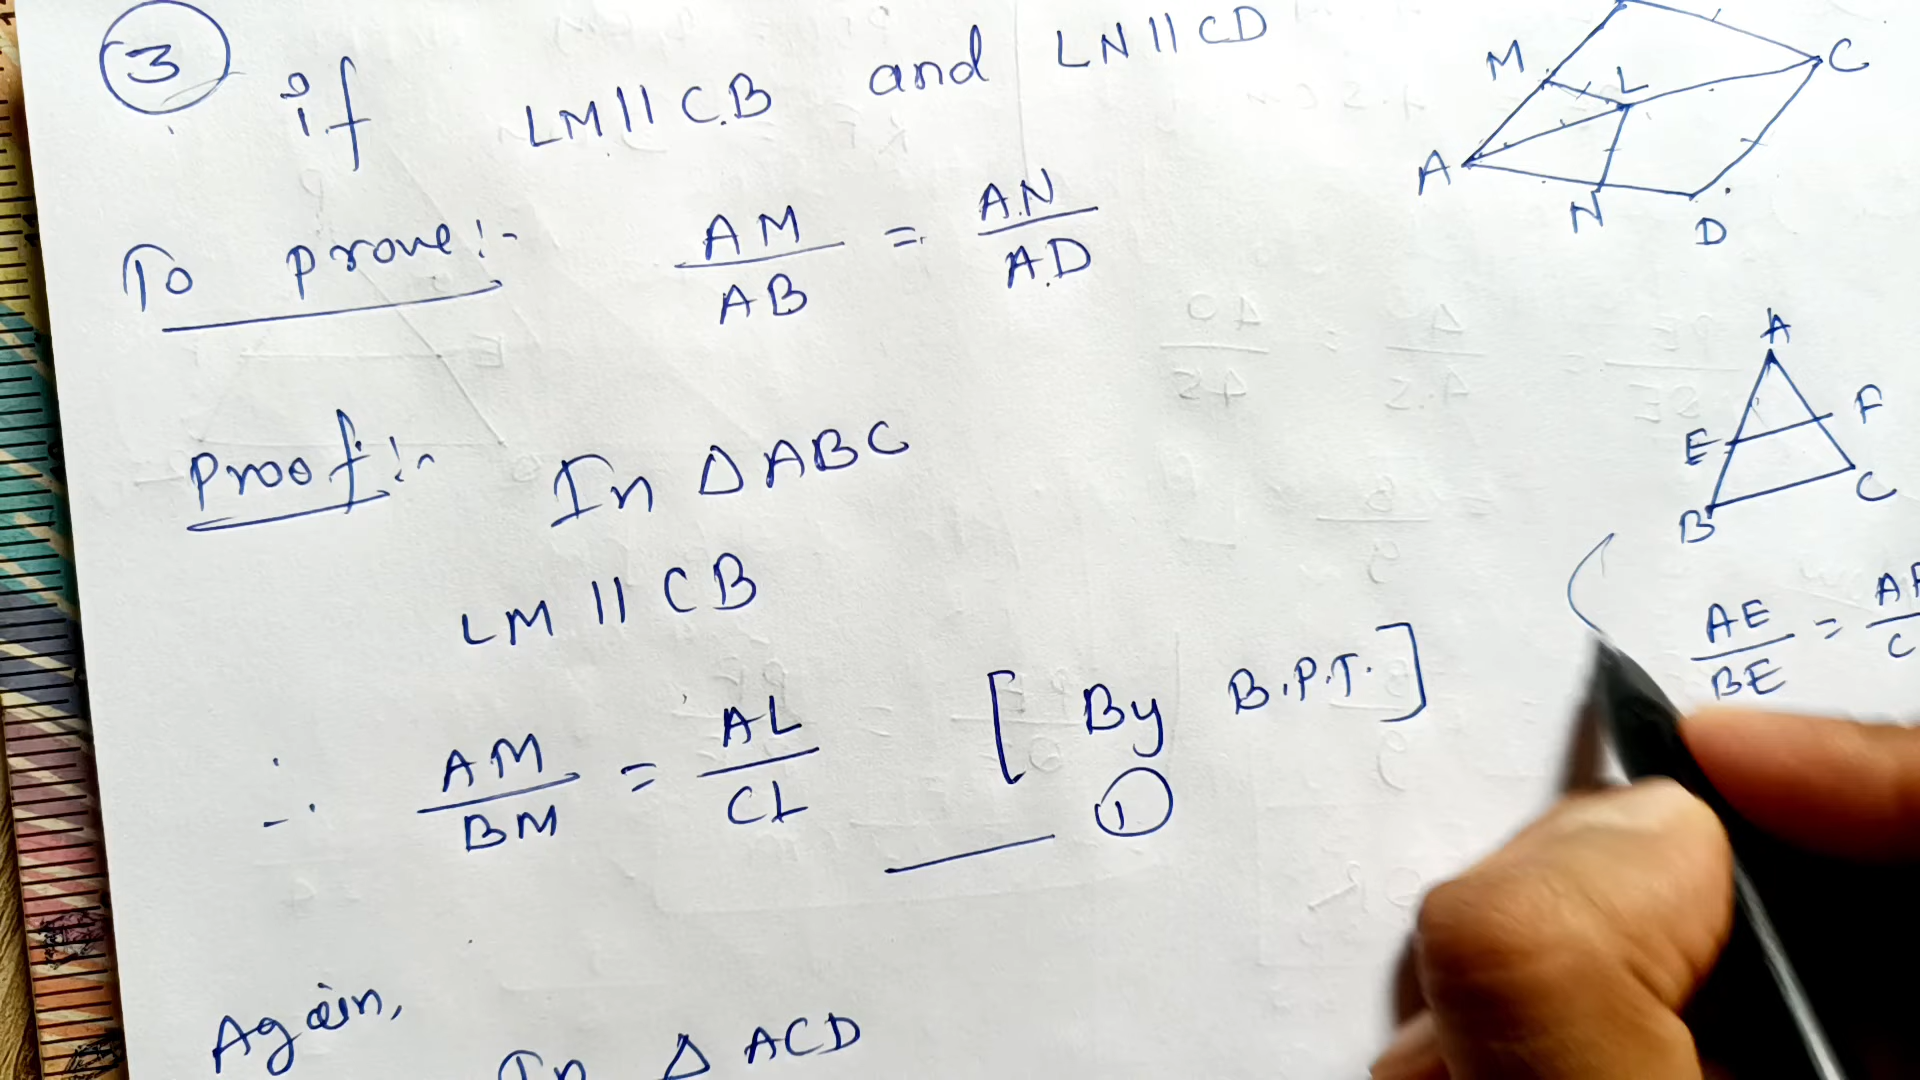 3
if LM || CB and LN || CD
To prove:- AM/AB = AN/AD
Proof:- In Δ ABC
LM || CB
∴ AM/BM = AL/CL [ By B.P.T. ]
1
Again,
In Δ ACD
M
L
C
A
N
D
A
E
F
B
C
AE/BE =